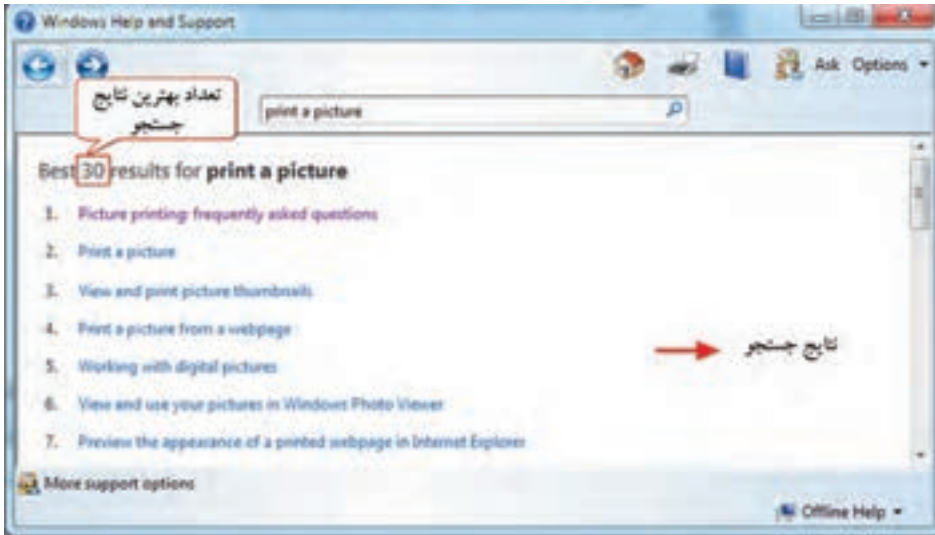 Windows Help and Support
Ask Options
تعداد بهترین نتایج
جستجو
print a picture
Best 30 results for print a picture
1. Picture printing: frequently asked questions
2. Print a picture
3. View and print picture thumbnails
4. Print a picture from a webpage
5. Working with digital pictures
6. View and use your pictures in Windows Photo Viewer
7. Preview the appearance of a printed webpage in Internet Explorer
نتایج جستجو
More support options
Offline Help